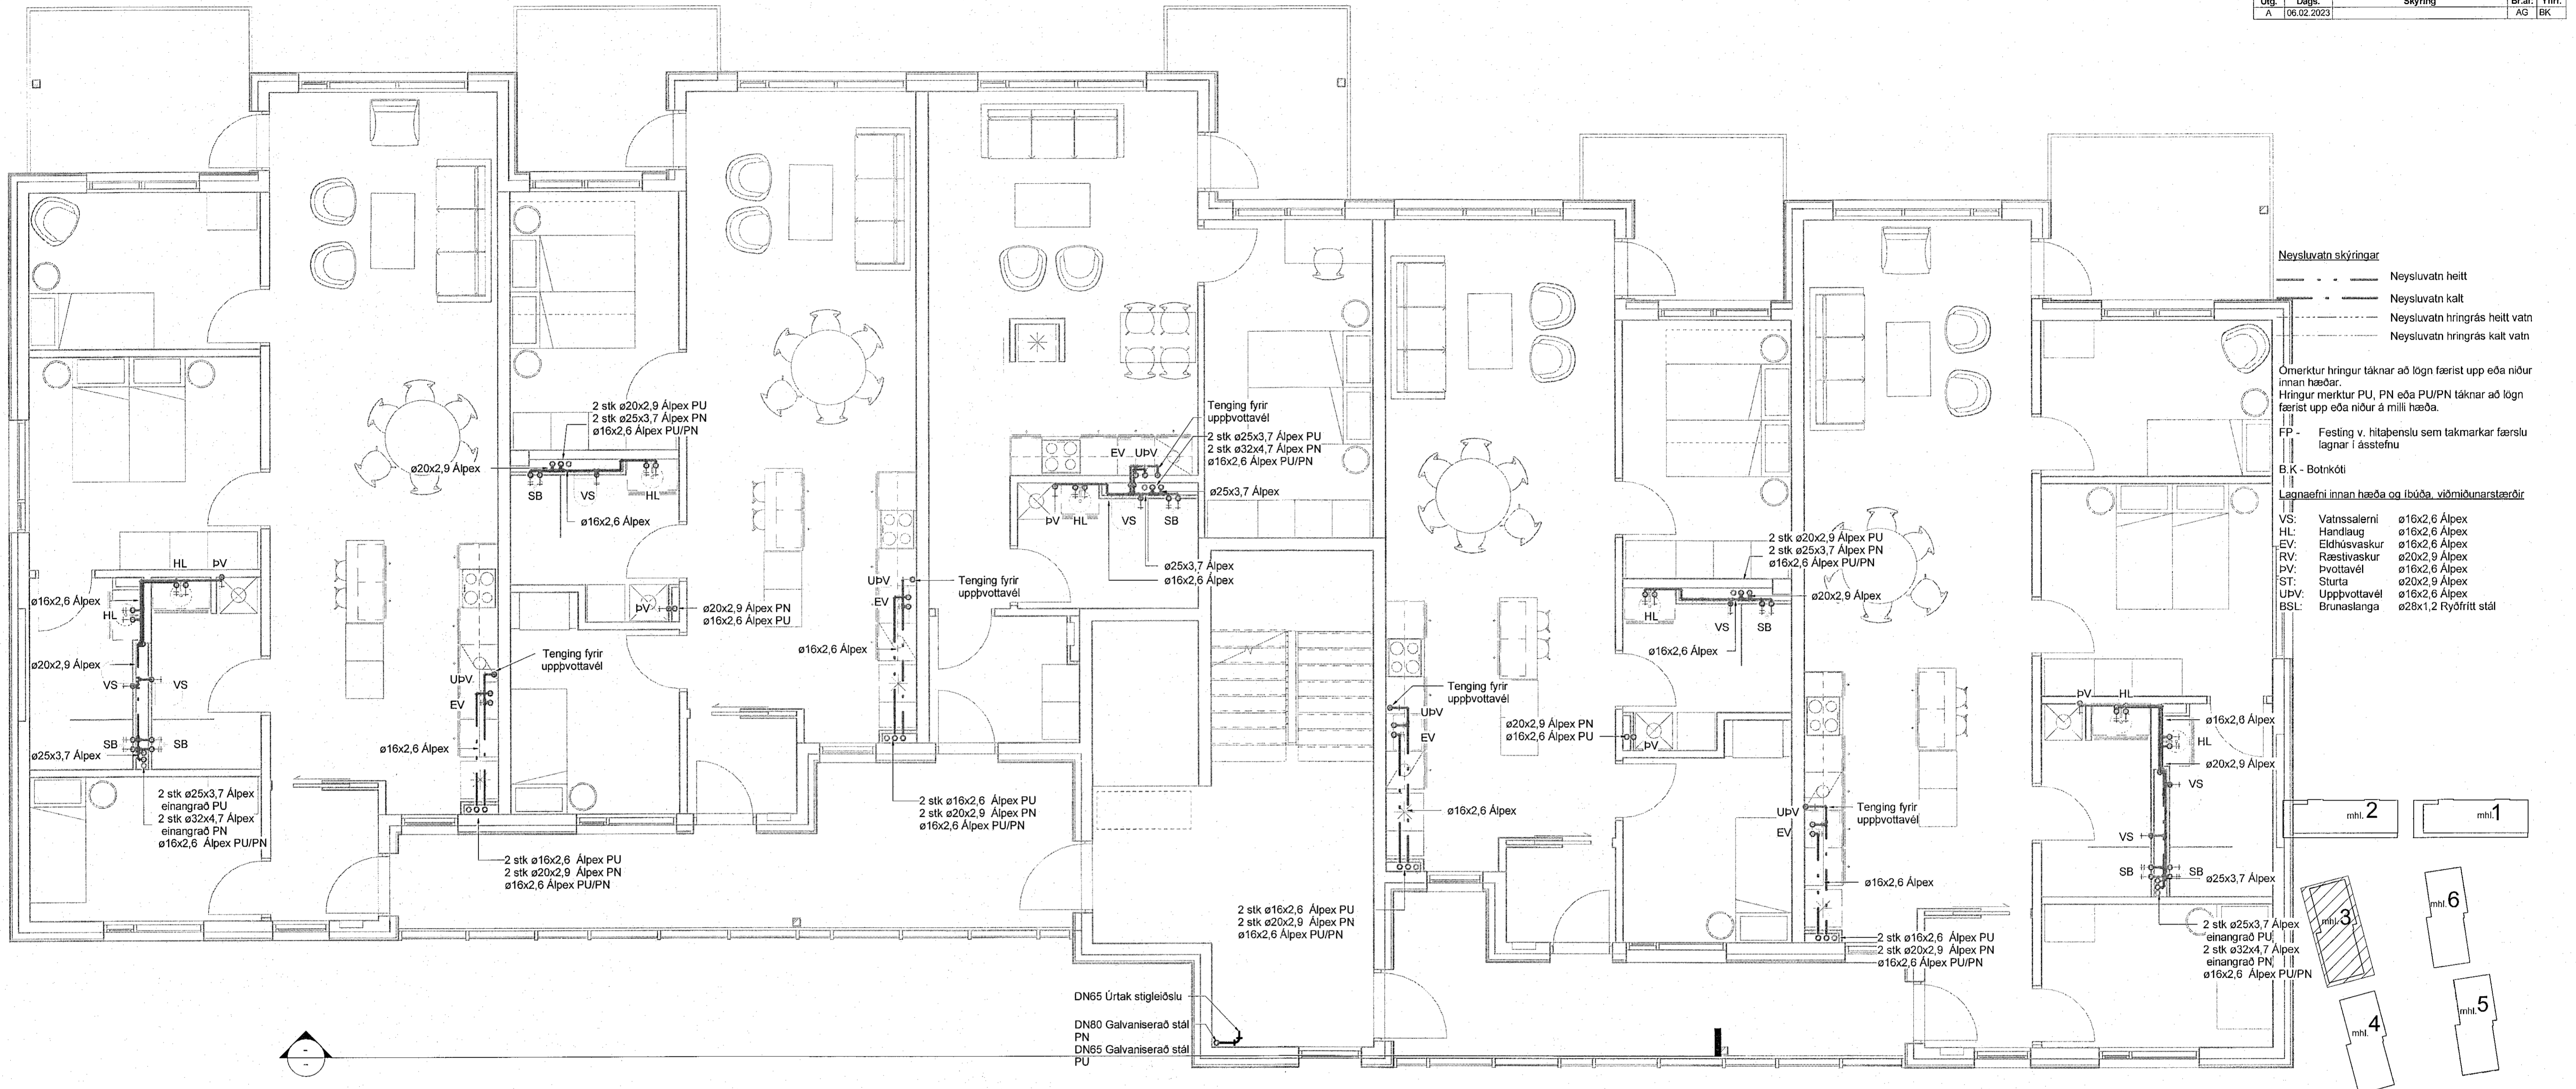 Útg. Dags. Skýring Br.af. Yfirf.
A 06.02.2023 AG BK
Neysluvatn skýringar
Neysluvatn heitt
Neysluvatn kalt
Neysluvatn hringrás heitt vatn
Neysluvatn hringrás kalt vatn
Ómerktur hringur táknar að lögn færist upp eða niður
innan hæðar.
Hringur merktur PU, PN eða PU/PN táknar að lögn
færist upp eða niður á milli hæða.
FP - Festing v. hitaþenslu sem takmarkar færslu
lagnar í ásstefnu
B.K - Botnkóti
Lagnaefni innan hæða og íbúða, viðmiðunarstærðir
VS: Vatnssalerni ø16x2,6 Álpex
HL: Handlaug ø16x2,6 Álpex
EV: Eldhúsvaskur ø16x2,6 Álpex
RV: Ræstivaskur ø20x2,9 Álpex
ÞV: Þvottavél ø16x2,6 Álpex
ST: Sturta ø20x2,9 Álpex
UÞV: Uppþvottavél ø16x2,6 Álpex
BSL: Brunaslanga ø28x1,2 Ryðfrítt stál
HL ÞV
ø16x2,6 Álpex
HL
ø20x2,9 Álpex
VS VS
SB SB
ø25x3,7 Álpex
2 stk ø25x3,7 Álpex
einangrað PU
2 stk ø32x4,7 Álpex
einangrað PN
ø16x2,6 Álpex PU/PN
Tenging fyrir
uppþvottavél
UÞV
EV
ø16x2,6 Álpex
2 stk ø16x2,6 Álpex PU
2 stk ø20x2,9 Álpex PN
ø16x2,6 Álpex PU/PN
2 stk ø20x2,9 Álpex PU
2 stk ø25x3,7 Álpex PN
ø16x2,6 Álpex PU/PN
ø20x2,9 Álpex
SB VS HL
ø16x2,6 Álpex
ÞV
ø20x2,9 Álpex PN
ø16x2,6 Álpex PU
UÞV
Tenging fyrir
uppþvottavél
EV
ø16x2,6 Álpex
2 stk ø16x2,6 Álpex PU
2 stk ø20x2,9 Álpex PN
ø16x2,6 Álpex PU/PN
Tenging fyrir
uppþvottavél
2 stk ø25x3,7 Álpex PU
2 stk ø32x4,7 Álpex PN
ø16x2,6 Álpex PU/PN
EV UÞV
ø25x3,7 Álpex
ÞV HL VS SB
ø25x3,7 Álpex
ø16x2,6 Álpex
Tenging fyrir
uppþvottavél
UÞV
EV
ø16x2,6 Álpex
2 stk ø16x2,6 Álpex PU
2 stk ø20x2,9 Álpex PN
ø16x2,6 Álpex PU/PN
2 stk ø20x2,9 Álpex PU
2 stk ø25x3,7 Álpex PN
ø16x2,6 Álpex PU/PN
ø20x2,9 Álpex
HL VS SB
ø16x2,6 Álpex
ø20x2,9 Álpex PN
ø16x2,6 Álpex PU
ÞV
UÞV
Tenging fyrir
uppþvottavél
EV
ø16x2,6 Álpex
2 stk ø16x2,6 Álpex PU
2 stk ø20x2,9 Álpex PN
ø16x2,6 Álpex PU/PN
ÞV HL
ø16x2,6 Álpex
HL
ø20x2,9 Álpex
VS
VS
SB SB
ø25x3,7 Álpex
2 stk ø25x3,7 Álpex
einangrað PU
2 stk ø32x4,7 Álpex
einangrað PN
ø16x2,6 Álpex PU/PN
DN65 Úrtak stigleiðslu
DN80 Galvaniserað stál
PN
DN65 Galvaniserað stál
PU
mhl. 2
mhl. 1
mhl. 3
mhl. 6
mhl. 4
mhl. 5